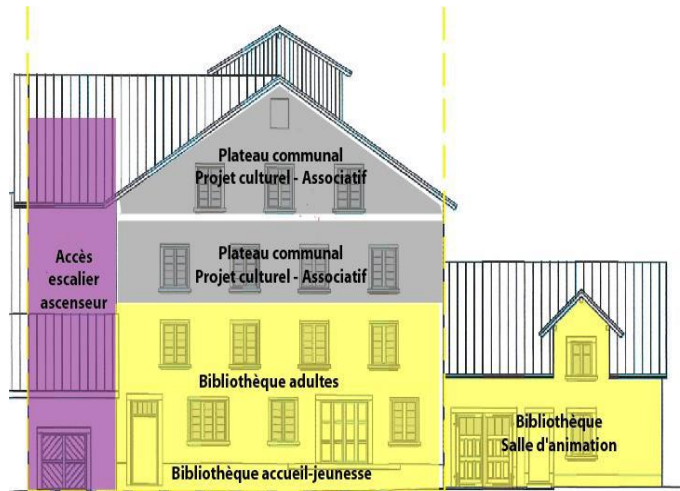 Plateau communal
Projet culturel - Associatif
Plateau communal
Projet culturel - Associatif
Accès
escalier
ascenseur
Bibliothèque adultes
Bibliothèque
Salle d'animation
Bibliothèque accueil-jeunesse